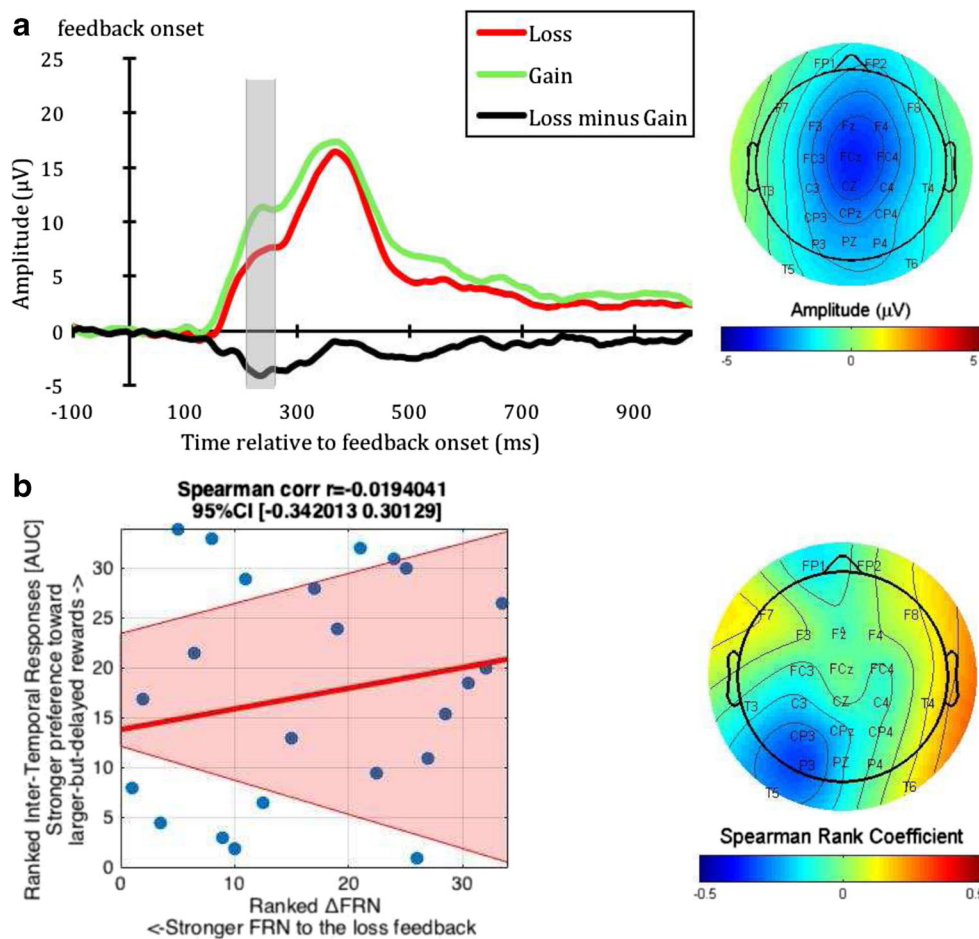 a
feedback onset
Loss
Gain
Loss minus Gain
25
20
15
10
5
0
-5
Amplitude (μV)
-100
100
300
500
700
900
Time relative to feedback onset (ms)
FP1 FP2
F7 F8
F3 Fz F4
FC3 FCz FC4
T3 C3 CZ C4 T4
CP3 CPz CP4
P3 PZ P4
T5 T6
Amplitude (μV)
-5 0 5
b
Spearman corr r=-0.0194041
95%CI [-0.342013 0.30129]
Ranked Inter-Temporal Responses [AUC]
Stronger preference toward
larger-but-delayed rewards ->
30
25
20
15
10
5
0
0 10 20 30
Ranked ΔFRN
<-Stronger FRN to the loss feedback
FP1 FP2
F7 F8
F3 Fz F4
FC3 FCz FC4
T3 C3 CZ C4 T4
CP3 CPz CP4
P3 PZ P4
T5 T6
Spearman Rank Coefficient
-0.5 0